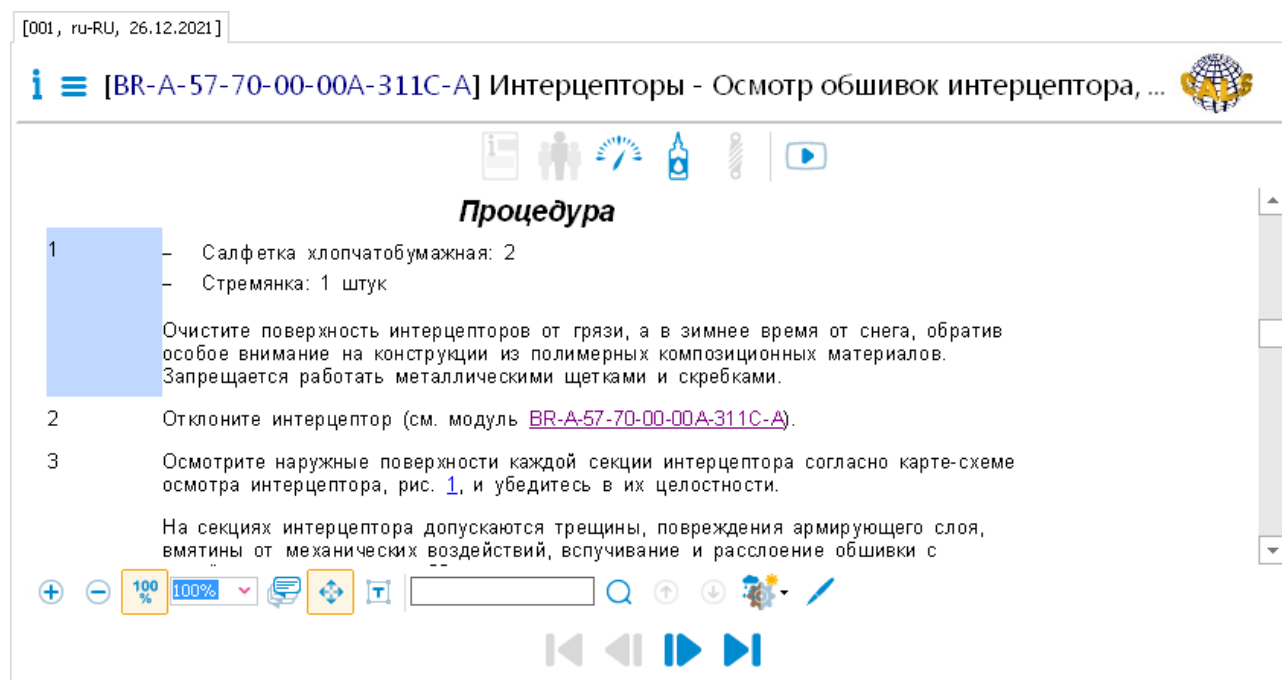 [001, ru-RU, 26.12.2021]
[BR-A-57-70-00-00A-311C-A] Интерцепторы - Осмотр обшивок интерцептора, ...
CALS
Процедура
1
– Салфетка хлопчатобумажная: 2
– Стремянка: 1 штук
Очистите поверхность интерцепторов от грязи, а в зимнее время от снега, обратив
особое внимание на конструкции из полимерных композиционных материалов.
Запрещается работать металлическими щетками и скребками.
2 Отклоните интерцептор (см. модуль BR-A-57-70-00-00A-311C-A).
3 Осмотрите наружные поверхности каждой секции интерцептора согласно карте-схеме
осмотра интерцептора, рис. 1, и убедитесь в их целостности.
На секциях интерцептора допускаются трещины, повреждения армирующего слоя,
вмятины от механических воздействий, вспучивание и расслоение обшивки с
100 %
100%